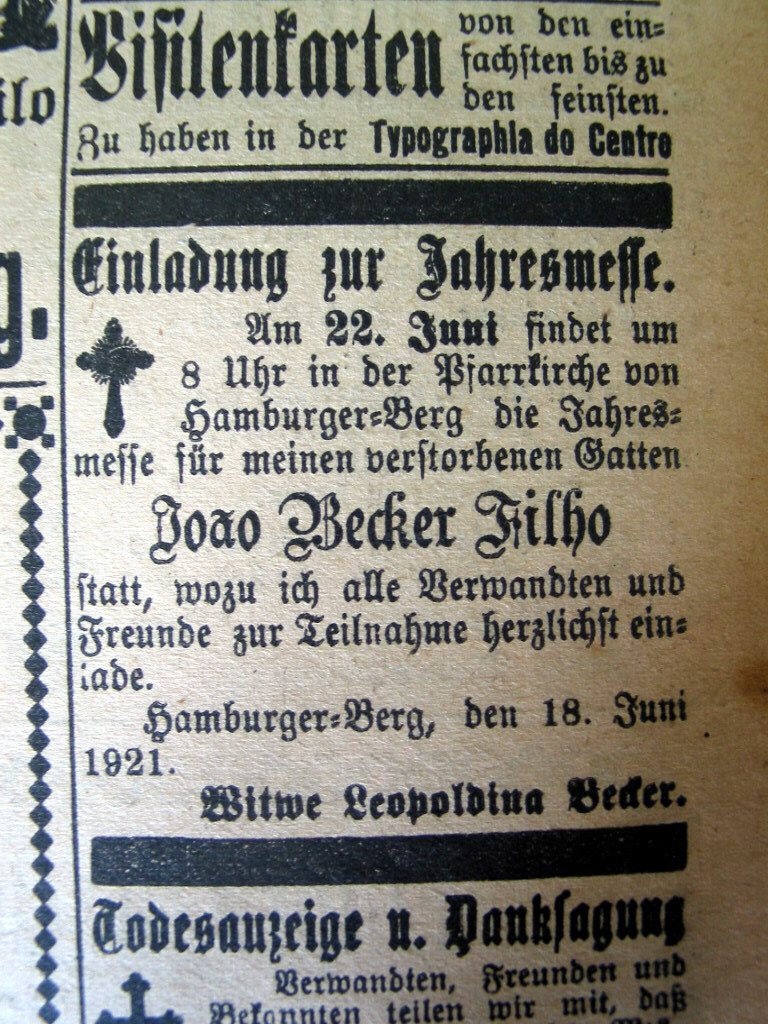 ilo
g.
Visitenkarten
von den ein=
fachsten bis zu
den feinsten.
Zu haben in der Typographia do Centro
Einladung zur Jahresmesse.
Am 22. Juni findet um
8 Uhr in der Pfarrkirche von
Hamburger=Berg die Jahres=
messe für meinen verstorbenen Gatten
Joao Becker Filho
statt, wozu ich alle Verwandten und
Freunde zur Teilnahme herzlichst ein=
lade.
Hamburger=Berg, den 18. Juni
1921.
Witwe Leopoldina Becker.
Todesanzeige u. Danksagung
Verwandten, Freunden und
Bekannten teilen wir mit, daß